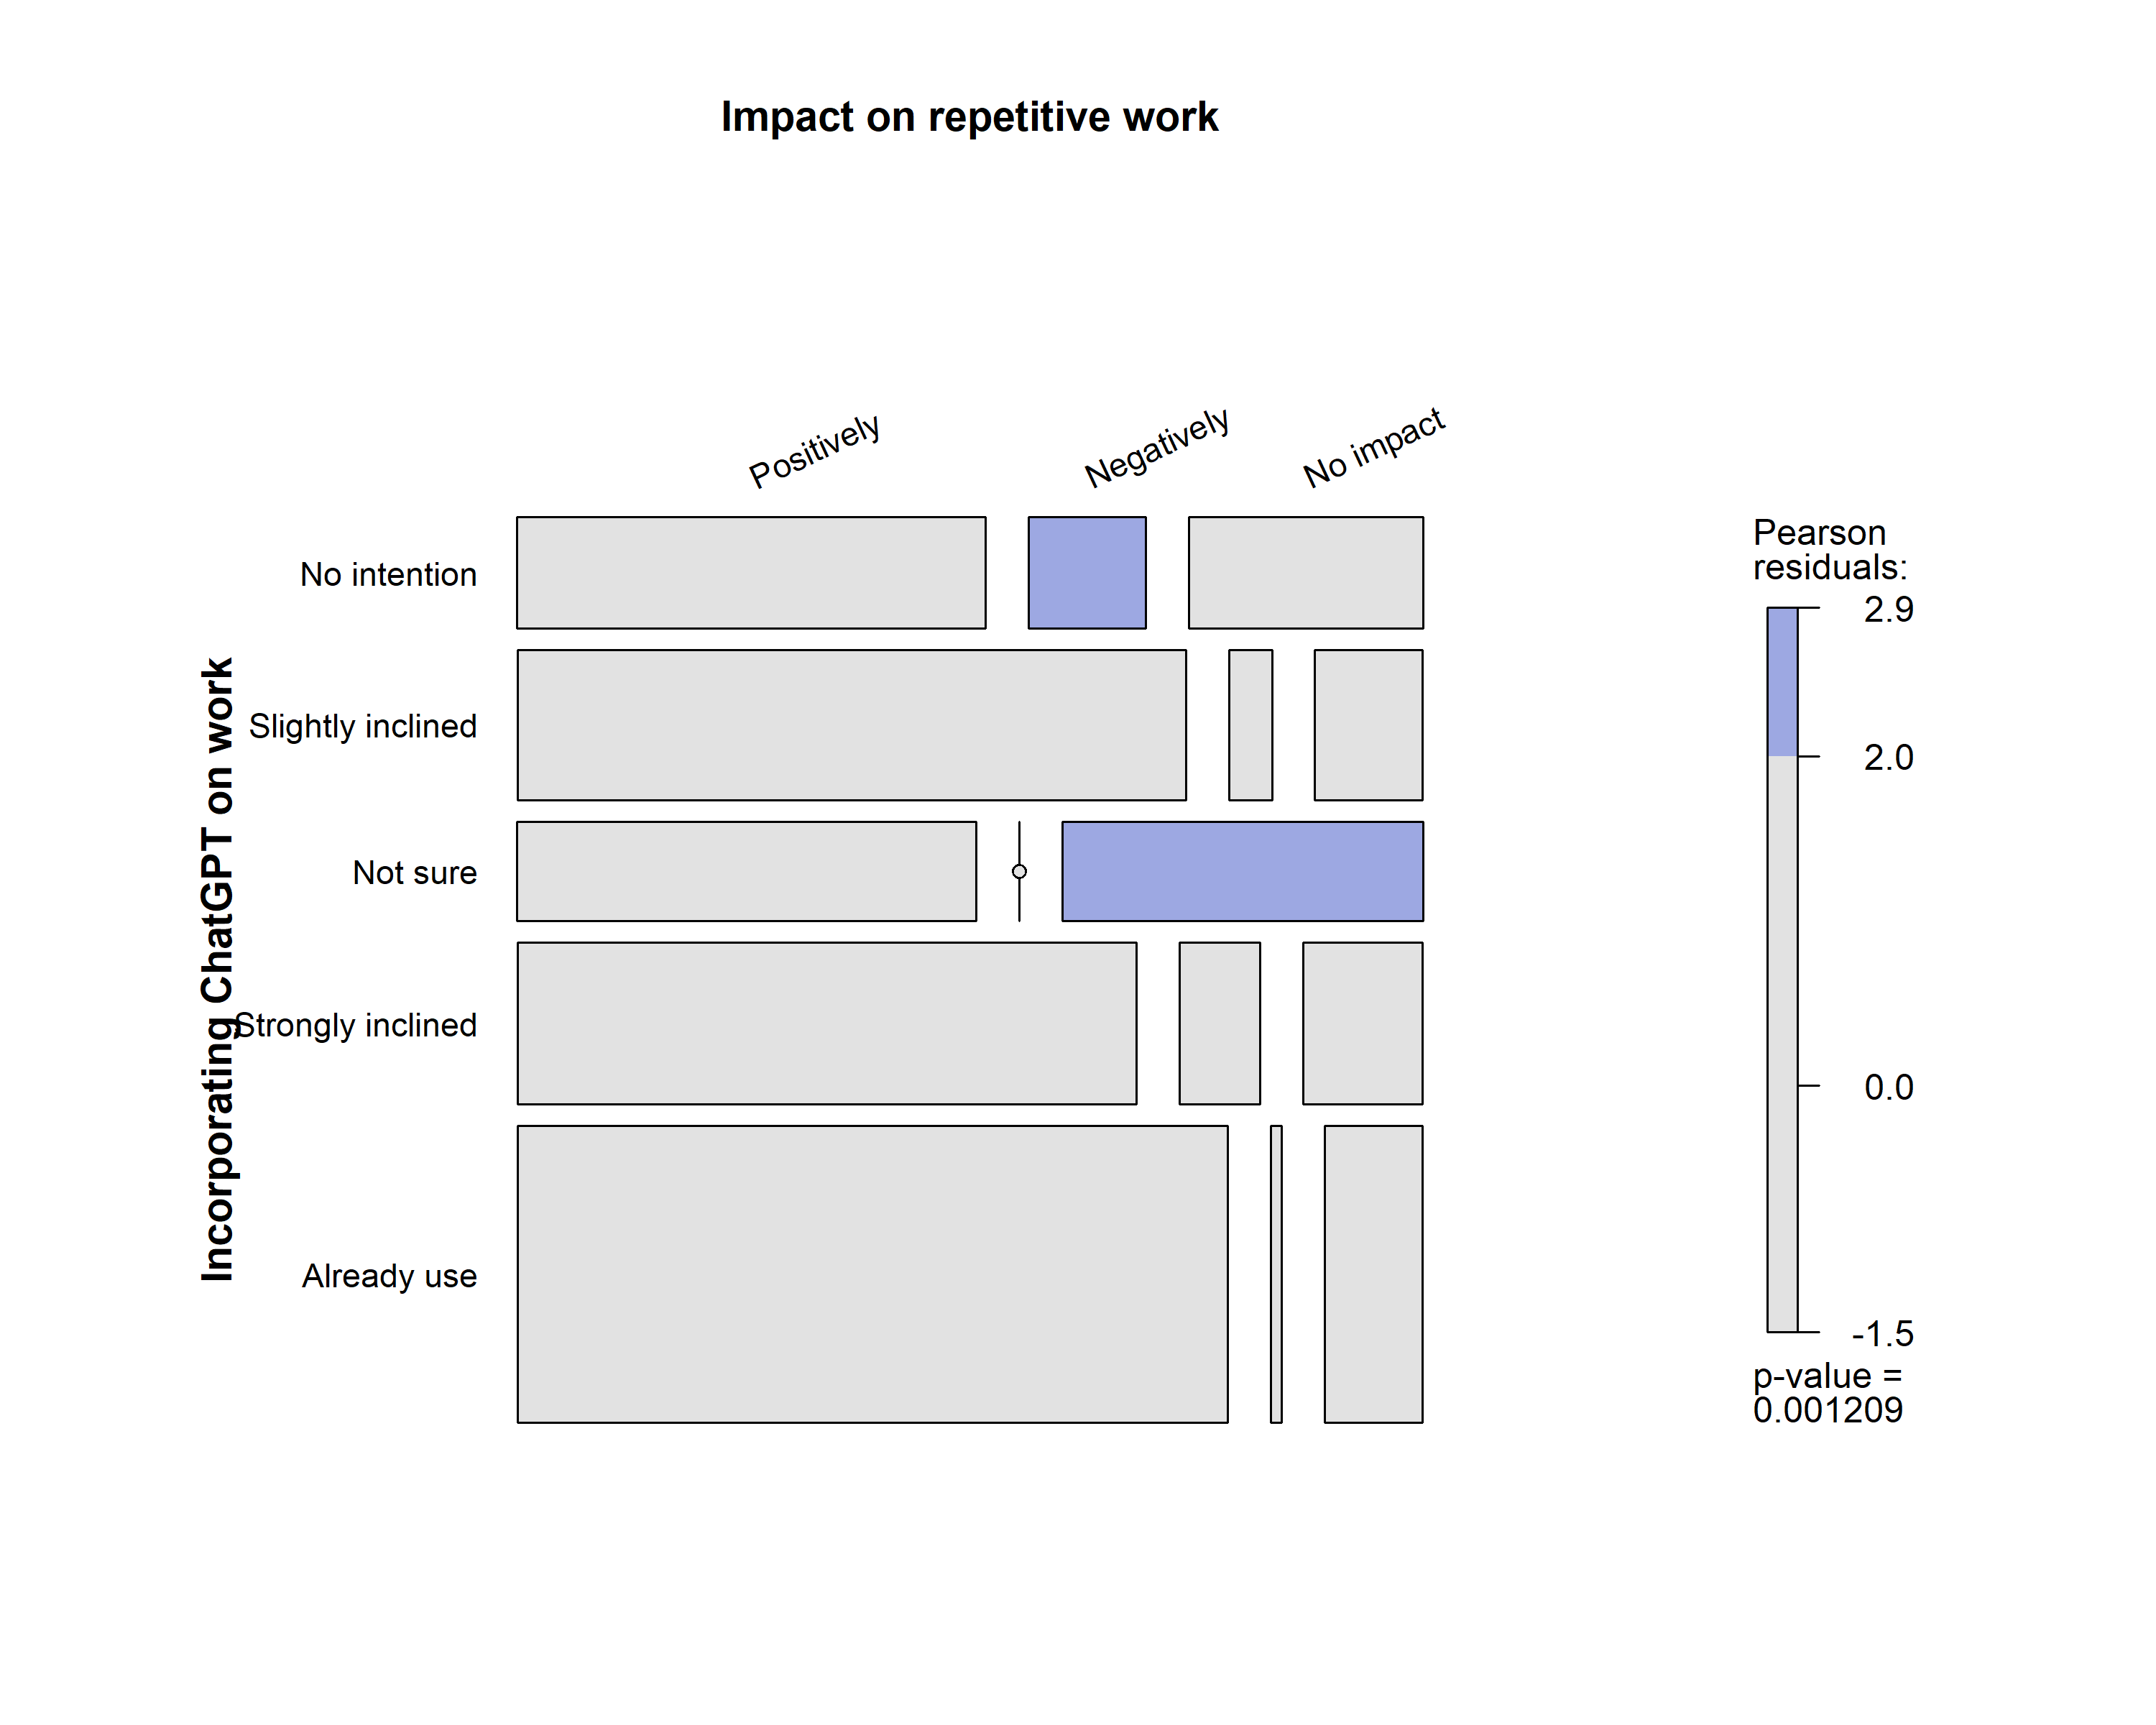 Impact on repetitive work
Positively
Negatively
No impact
Incorporating ChatGPT on work
No intention
Slightly inclined
Not sure
Strongly inclined
Already use
Pearson
residuals:
2.9
2.0
0.0
-1.5
p-value =
0.001209